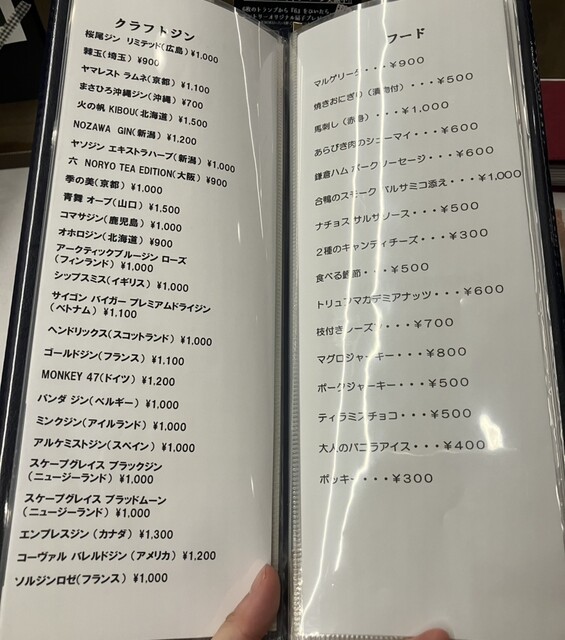 クラフトジン
桜尾ジン リミテッド(広島)¥1,000
棘玉(埼玉) ¥900
ヤマレスト ラムネ(京都) ¥1,100
まさひろ沖縄ジン(沖縄) ¥700
火の帆 KIBOU(北海道) ¥1,500
NOZAWA GIN(新潟) ¥1,200
ヤソジン エキストラハーブ(新潟) ¥1,000
六 NORYO TEA EDITION(大阪) ¥900
季の美(京都) ¥1,000
青舞 オーブ(山口) ¥1,500
コマサジン(鹿児島) ¥1,000
オホロジン(北海道) ¥900
アークティックブルージン ローズ
(フィンランド) ¥1,000
シップスミス(イギリス) ¥1,000
サイゴン バイガー プレミアムドライジン
(ベトナム) ¥1,100
ヘンドリックス(スコットランド) ¥1,000
ゴールドジン(フランス) ¥1,100
MONKEY 47(ドイツ) ¥1,200
パンダ ジン(ベルギー) ¥1,000
ミンクジン(アイルランド) ¥1,000
アルケミストジン(スペイン) ¥1,000
スケープグレイス ブラックジン
(ニュージーランド) ¥1,000
スケープグレイス ブラッドムーン
(ニュージーランド) ¥1,000
エンプレスジン (カナダ) ¥1,300
コーヴァル バレルドジン (アメリカ) ¥1,200
ソルジンロゼ(フランス) ¥1,000
フード
マルゲリータ・・・¥900
焼きおにぎり(漬物付)・・・¥500
馬刺し(赤身)・・・¥1,000
あらびき肉のシューマイ・・・¥600
鎌倉ハム ポークソーセージ・・・¥600
合鴨のスモーク バルサミコ添え・・・¥1,000
ナチョス サルサソース・・・¥500
2種のキャンディチーズ・・・¥300
食べる鰹節・・・¥500
トリュフマカデミアナッツ・・・¥600
枝付きレーズン・・・¥700
マグロジャーキー・・・¥800
ポークジャーキー・・・¥500
ティラミスチョコ・・・¥500
大人のバニラアイス・・・¥400
ポッキー・・・¥300